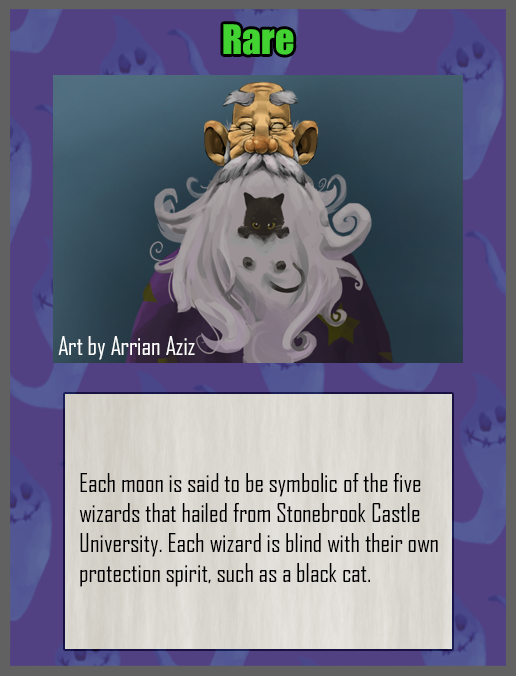 Rare
Art by Arrian Aziz
Each moon is said to be symbolic of the five
wizards that hailed from Stonebrook Castle
University. Each wizard is blind with their own
protection spirit, such as a black cat.